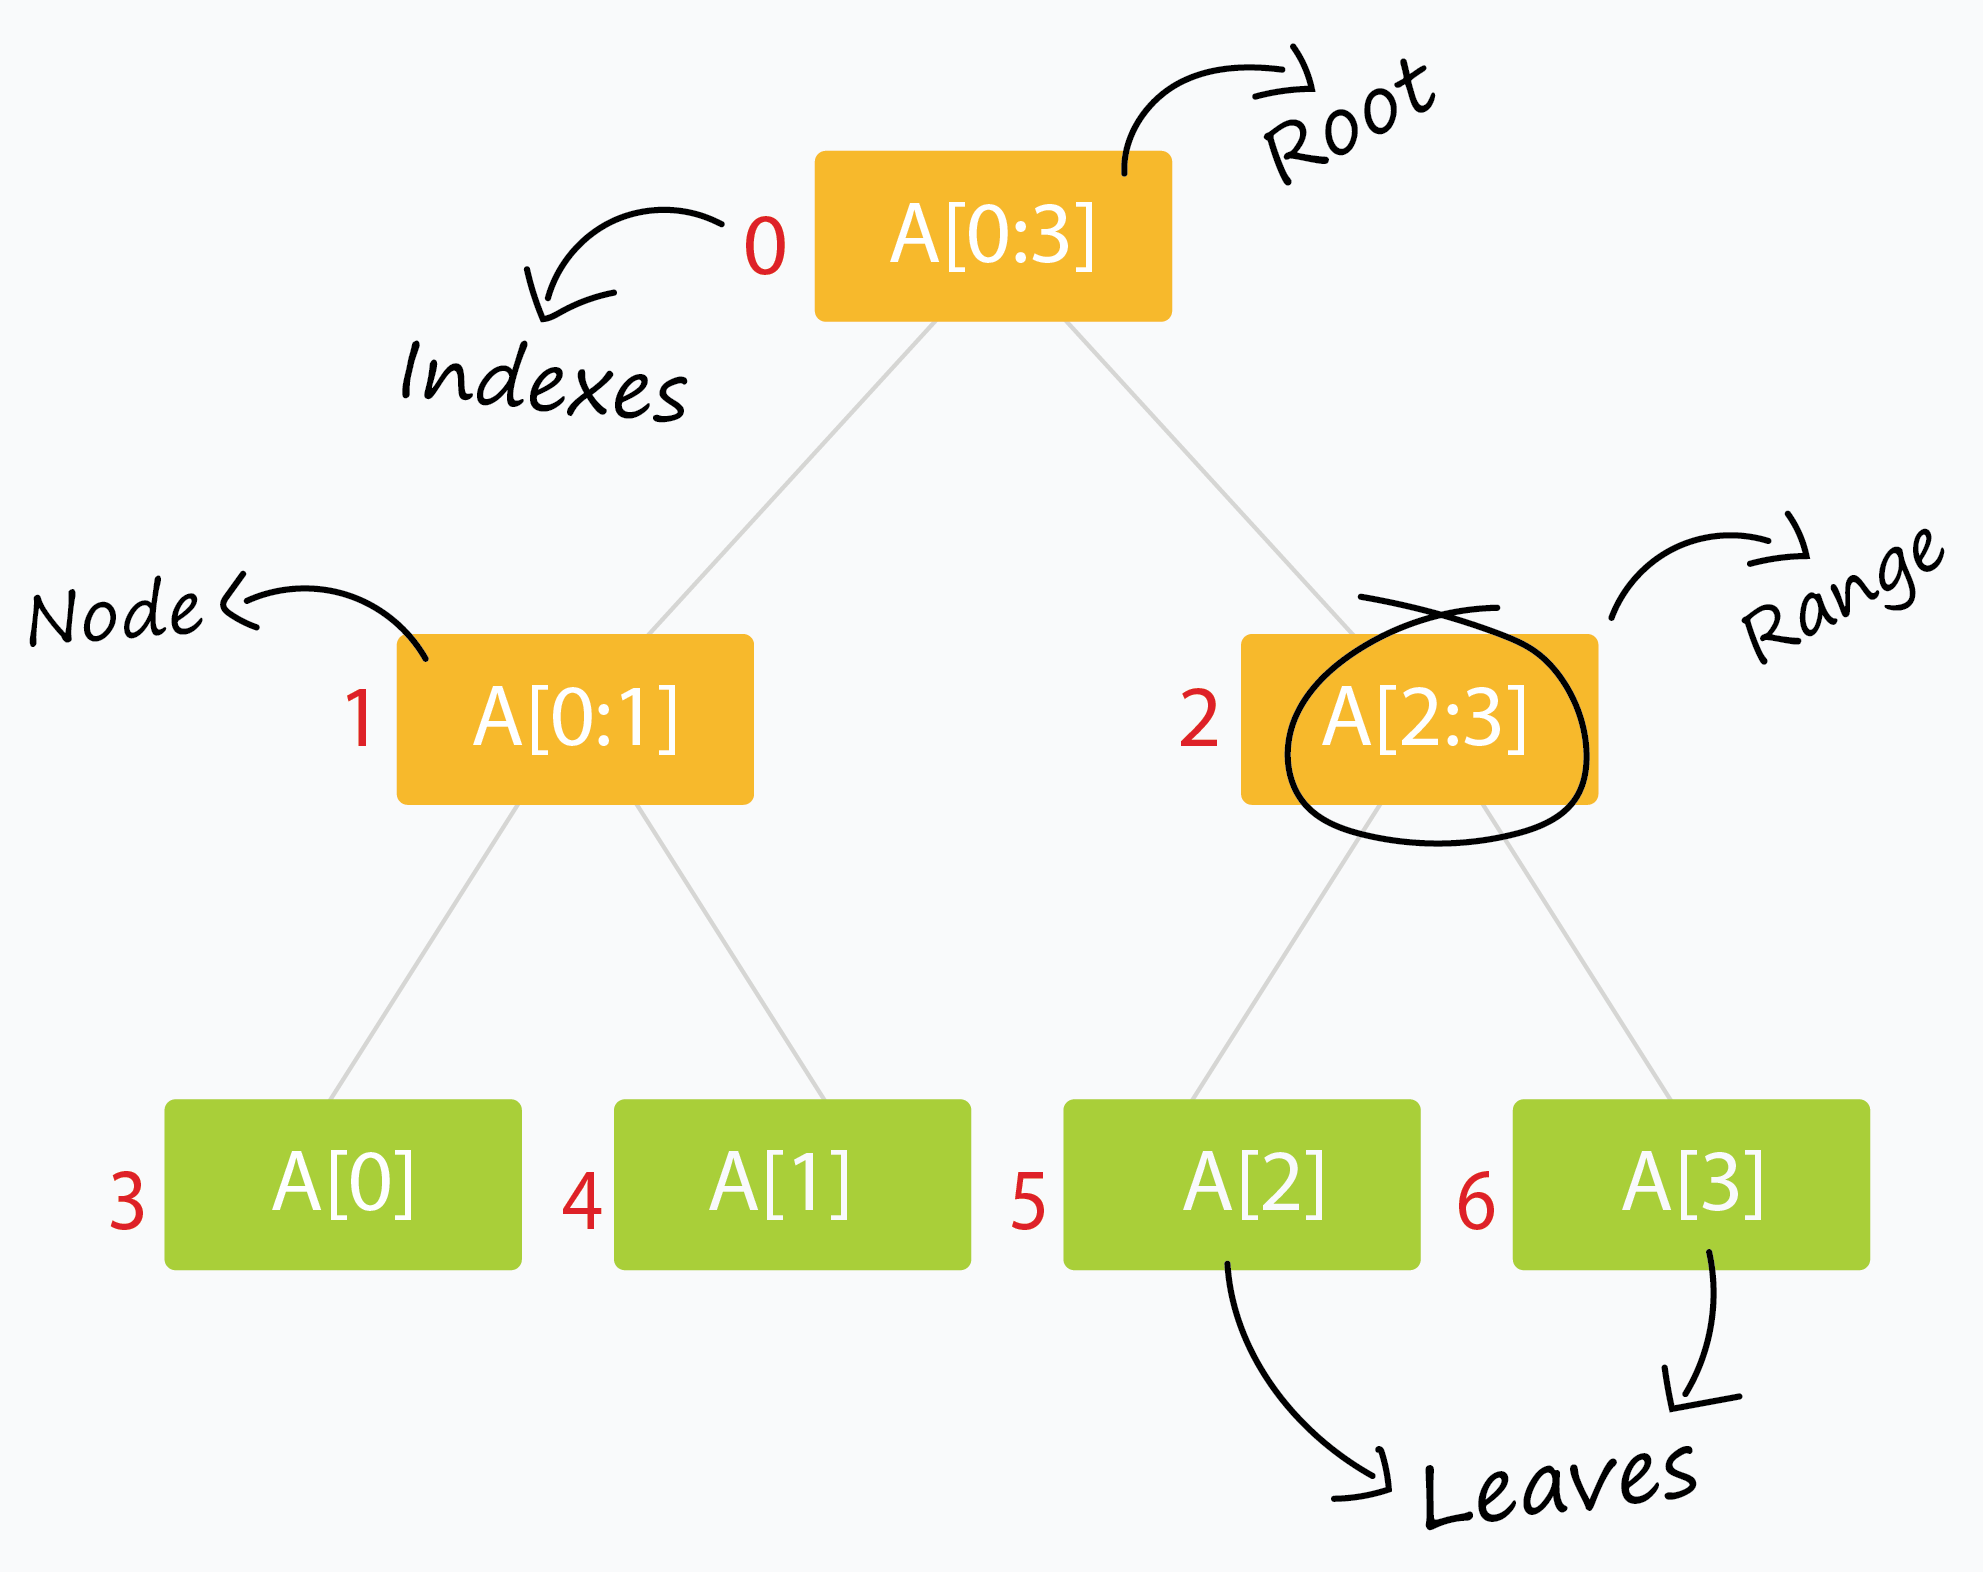 Root
0 A[0:3]
Indexes
Node
Range
1 A[0:1]
2 A[2:3]
3 A[0]
4 A[1]
5 A[2]
6 A[3]
Leaves